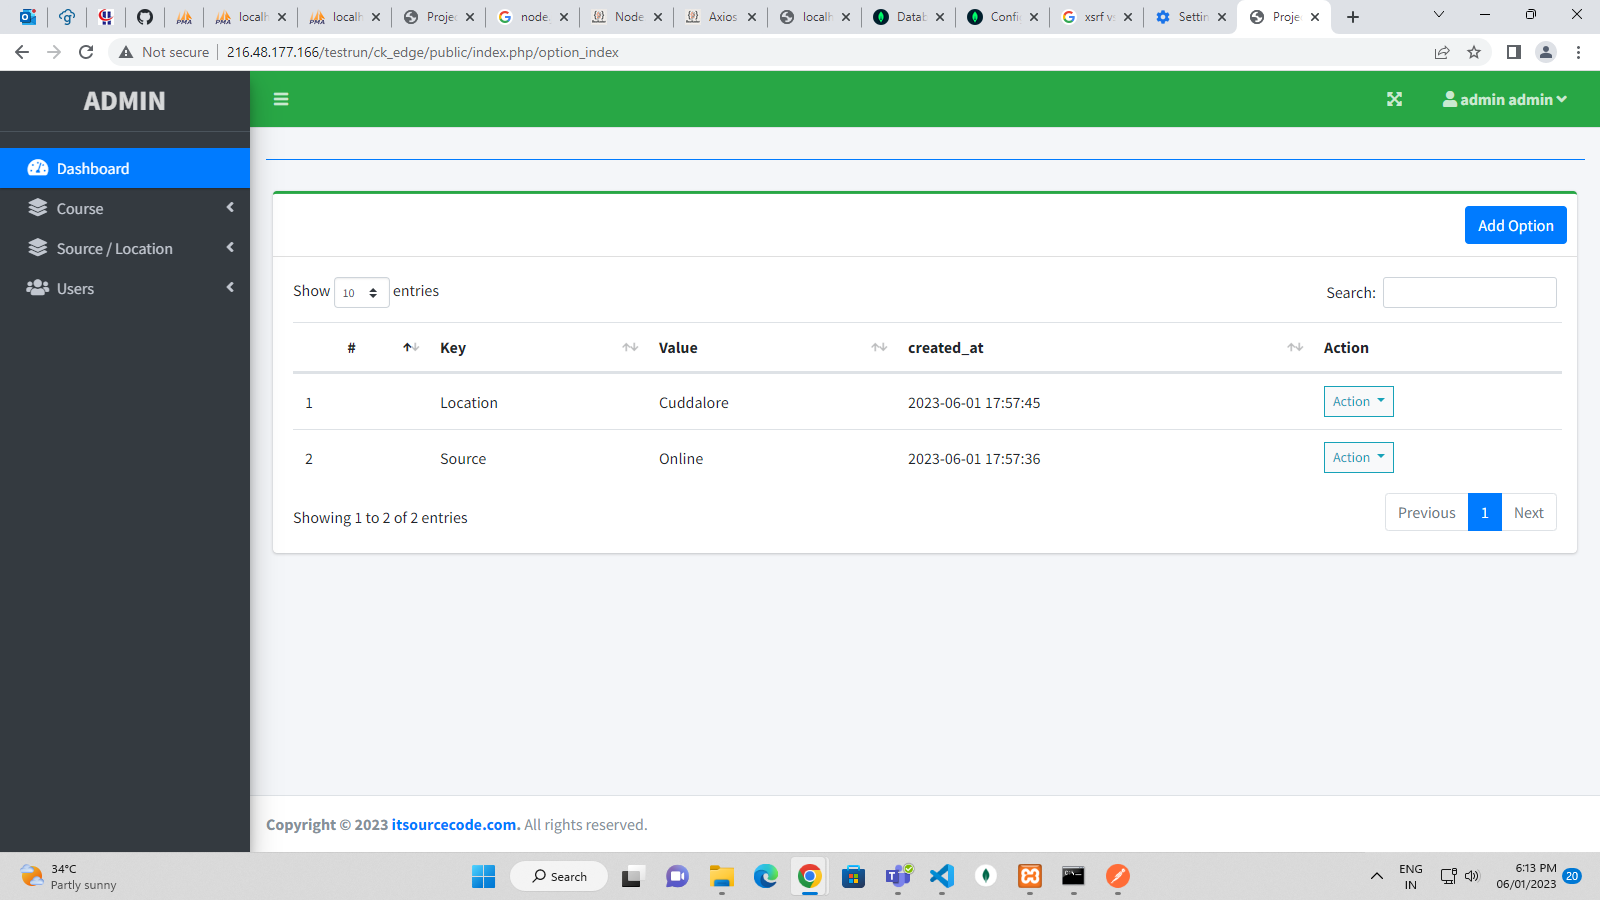 localh
localh
Projec
node.
Node
Axios
localh
Datab
Confi
xsrf vs
Settin
Proje
Not secure
216.48.177.166/testrun/ck_edge/public/index.php/option_index
ADMIN
admin admin
Dashboard
Course
Source / Location
Users
Add Option
Show 10 entries
Search:
# Key Value created_at Action
1 Location Cuddalore 2023-06-01 17:57:45 Action
2 Source Online 2023-06-01 17:57:36 Action
Showing 1 to 2 of 2 entries
Previous 1 Next
Copyright © 2023 itsourcecode.com. All rights reserved.
34°C
Partly sunny
Search
ENG
IN
6:13 PM
06/01/2023
20